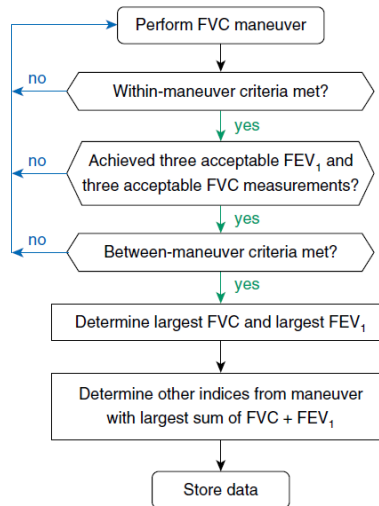 Perform FVC maneuver
no
Within-maneuver criteria met?
yes
no
Achieved three acceptable FEV₁ and
three acceptable FVC measurements?
yes
no
Between-maneuver criteria met?
yes
Determine largest FVC and largest FEV₁
Determine other indices from maneuver
with largest sum of FVC + FEV₁
Store data